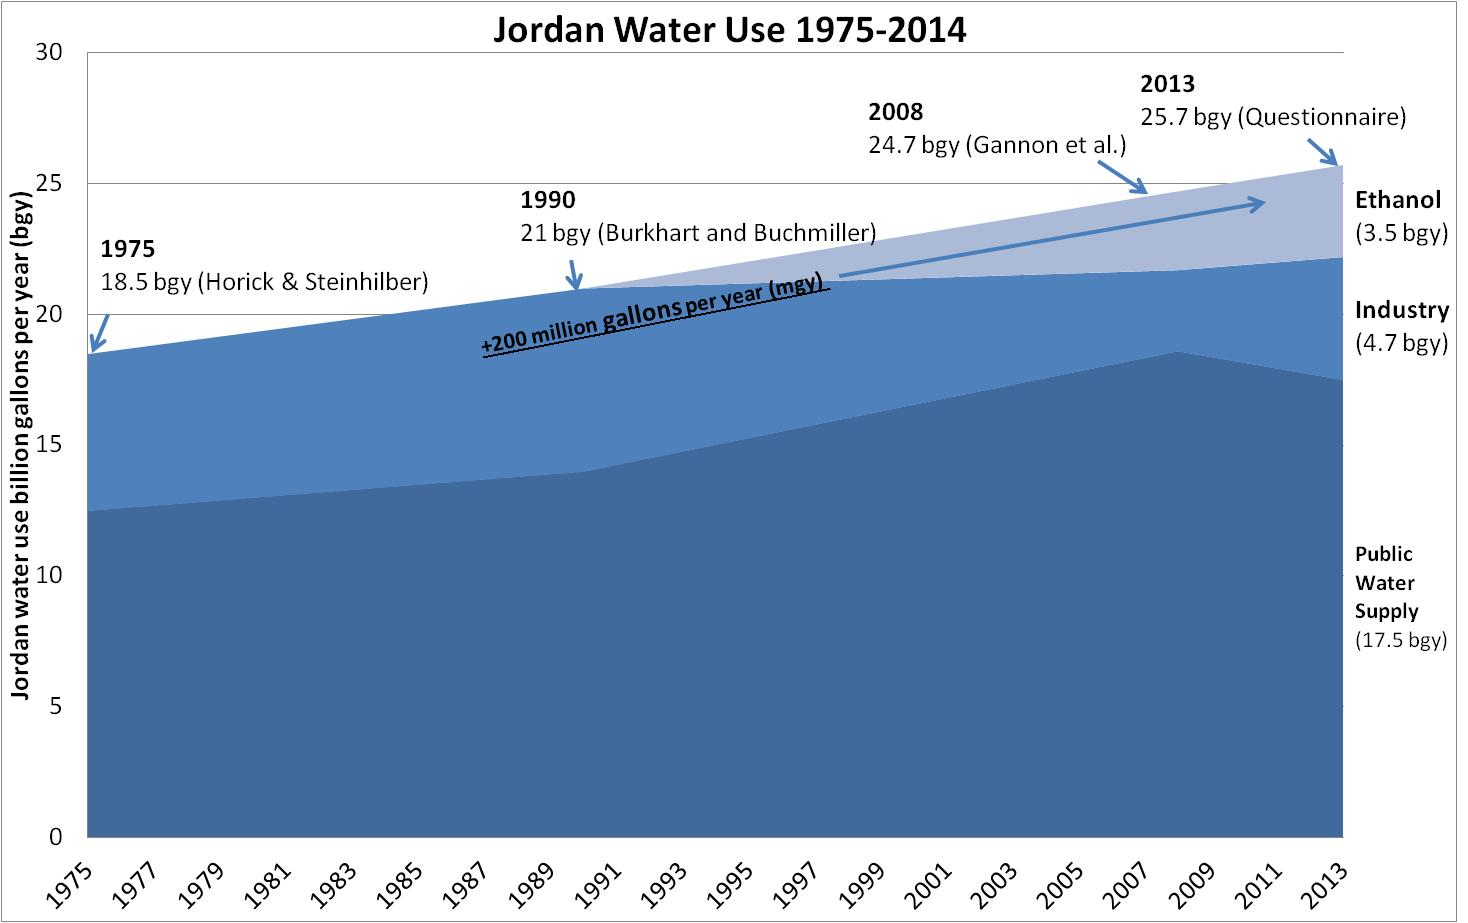 Jordan Water Use 1975-2014
Jordan water use billion gallons per year (bgy)
30
25
20
15
10
5
0
1975
18.5 bgy (Horick & Steinhilber)
1990
21 bgy (Burkhart and Buchmiller)
2008
24.7 bgy (Gannon et al.)
2013
25.7 bgy (Questionnaire)
+200 million gallons per year (mgy)
Ethanol
(3.5 bgy)
Industry
(4.7 bgy)
Public
Water
Supply
(17.5 bgy)
1975
1977
1979
1981
1983
1985
1987
1989
1991
1993
1995
1997
1999
2001
2003
2005
2007
2009
2011
2013